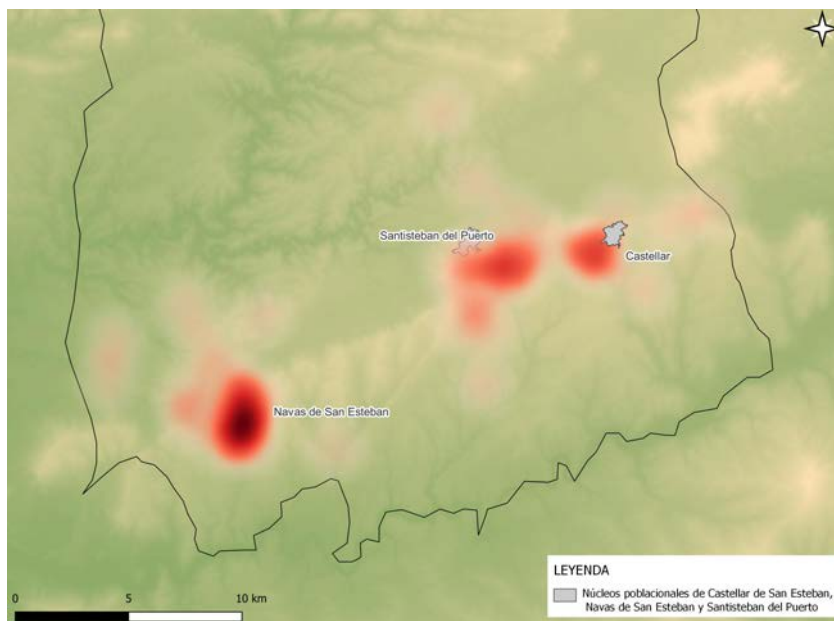 Santisteban del Puerto
Castellar
Navas de San Esteban
0 5 10 km
LEYENDA
Núcleos poblacionales de Castellar de San Esteban,
Navas de San Esteban y Santisteban del Puerto